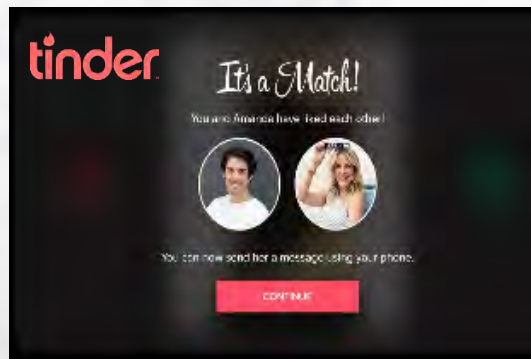 tinder
It's a Match!
You and Amanda have liked each other!
You can now send her a message using your phone.
CONTINUE